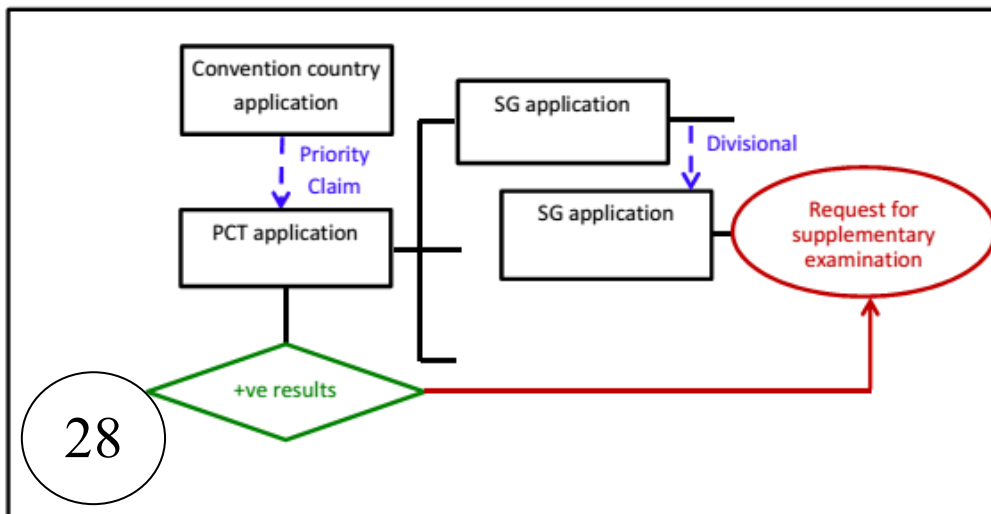 Convention country
application
Priority
Claim
PCT application
SG application
Divisional
SG application
Request for
supplementary
examination
+ve results
28